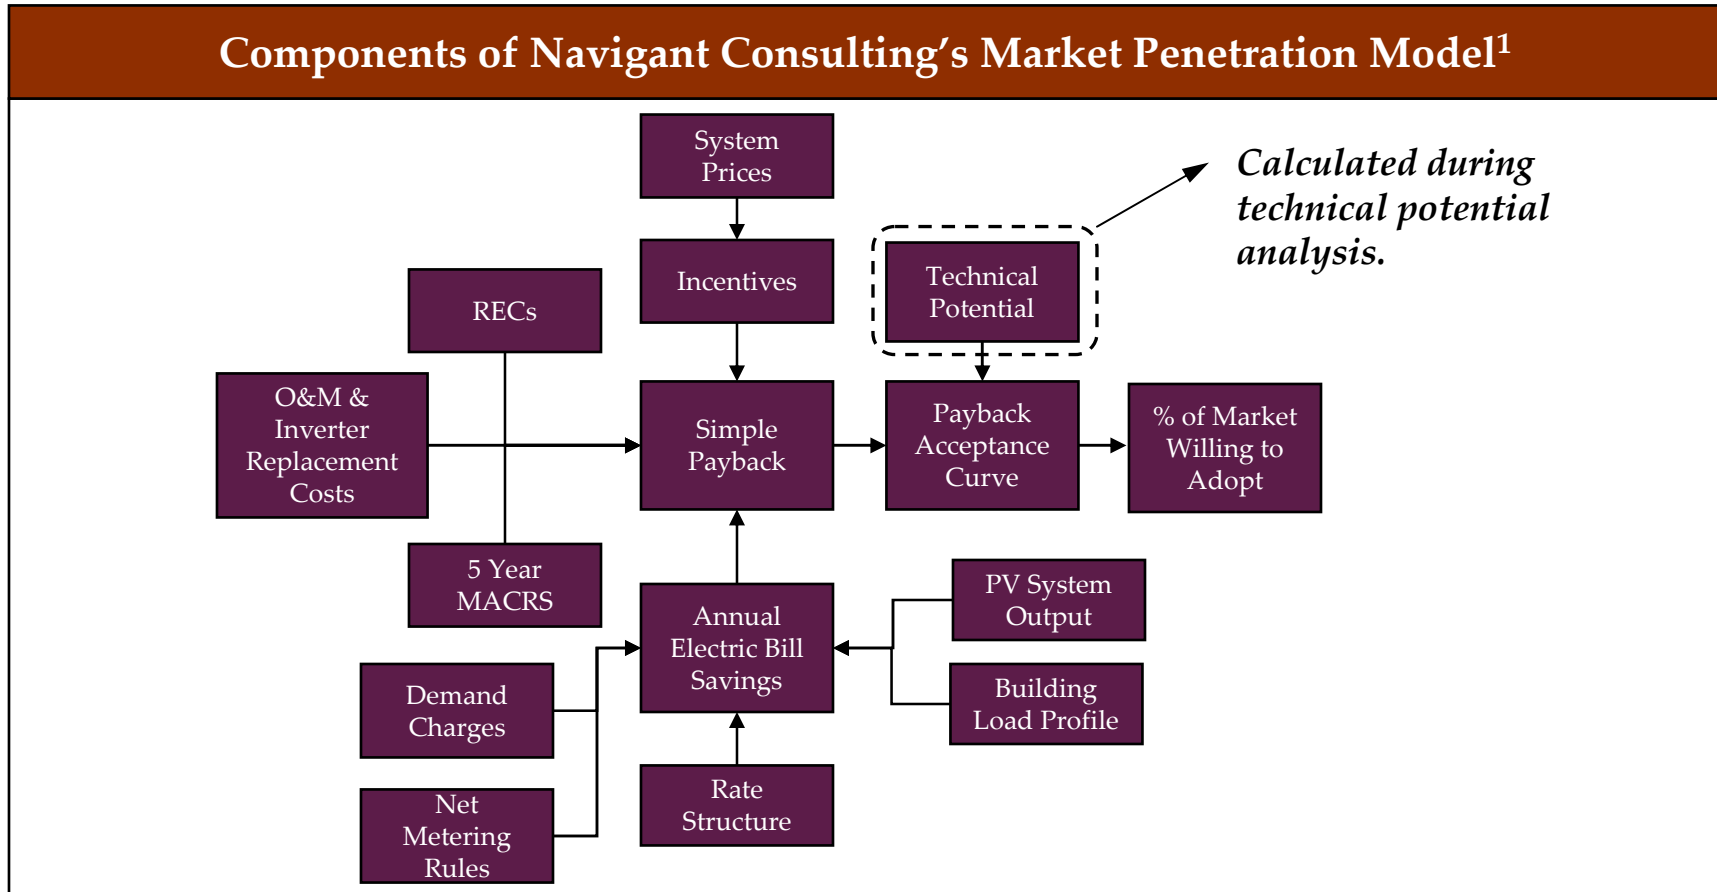 Components of Navigant Consulting’s Market Penetration Model1
System
Prices
Calculated during
technical potential
analysis.
Incentives
Technical
Potential
RECs
O&M &
Inverter
Replacement
Costs
Simple
Payback
Payback
Acceptance
Curve
% of Market
Willing to
Adopt
5 Year
MACRS
Annual
Electric Bill
Savings
PV System
Output
Demand
Charges
Building
Load Profile
Net
Metering
Rules
Rate
Structure